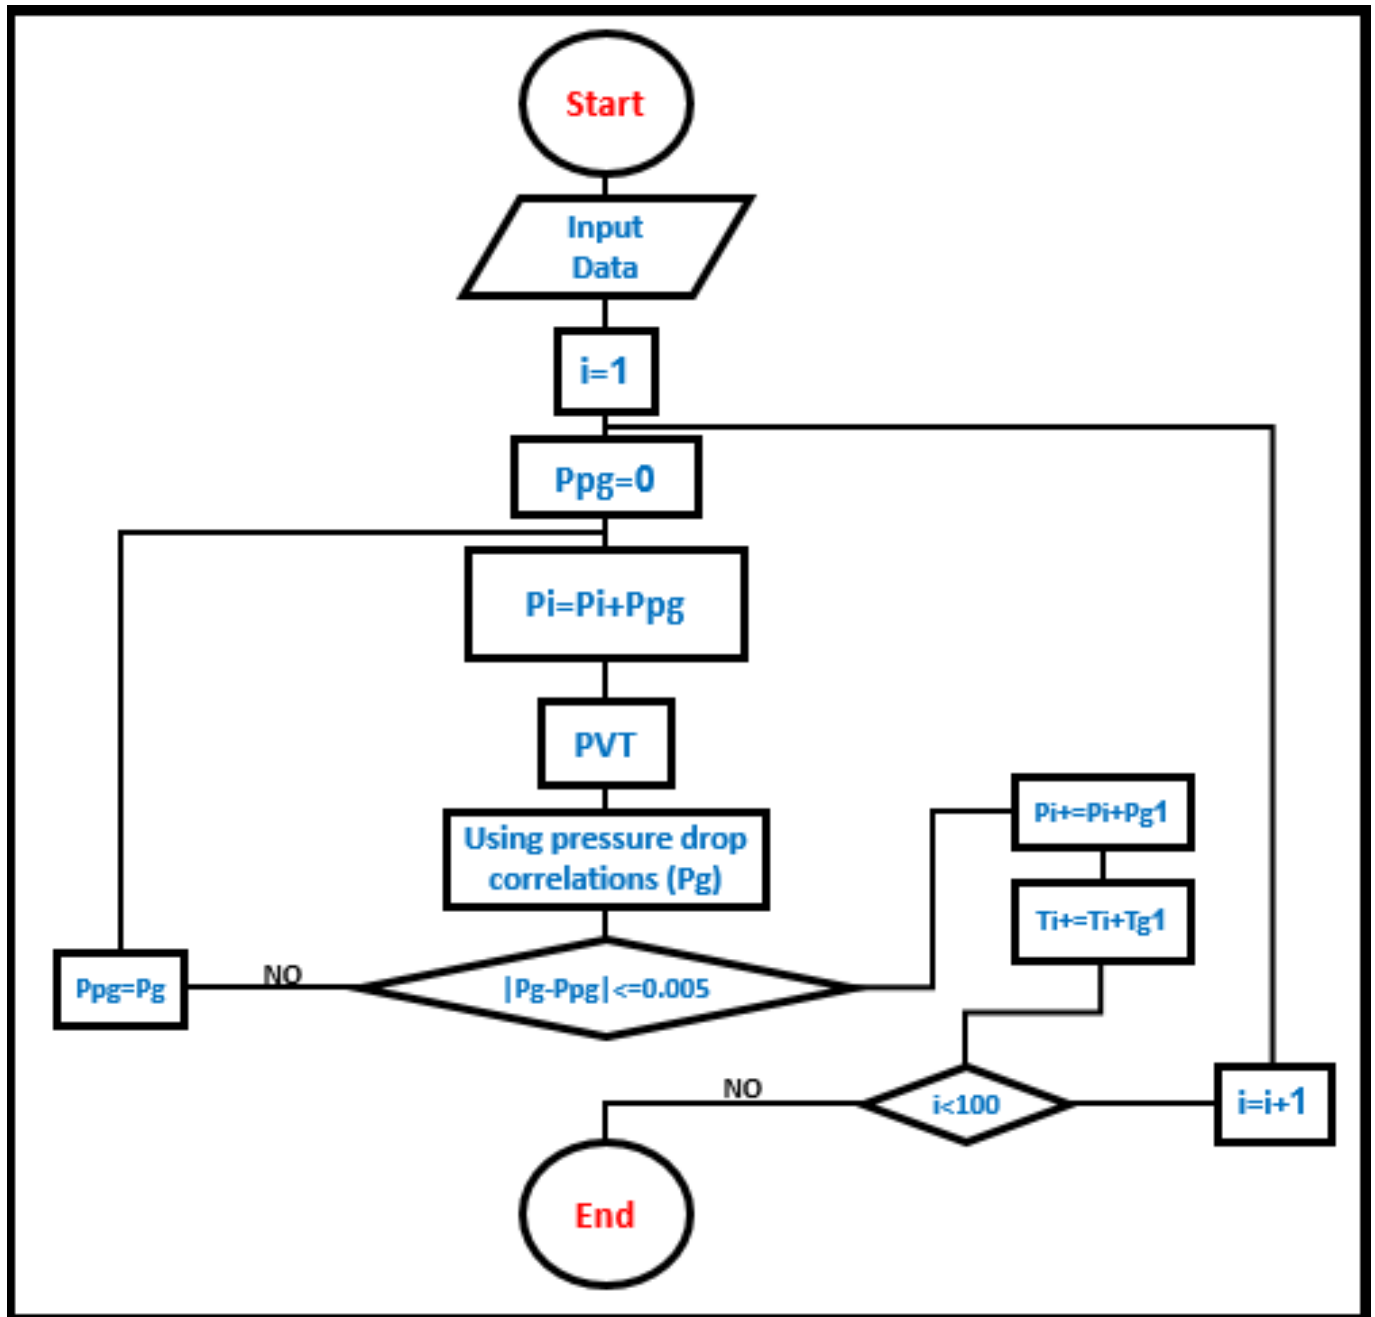 Start
Input
Data
i=1
Ppg=0
Pi=Pi+Ppg
PVT
Using pressure drop
correlations (Pg)
|Pg-Ppg|<=0.005
NO
Ppg=Pg
Pi+=Pi+Pg1
Ti+=Ti+Tg1
i<100
i=i+1
NO
End